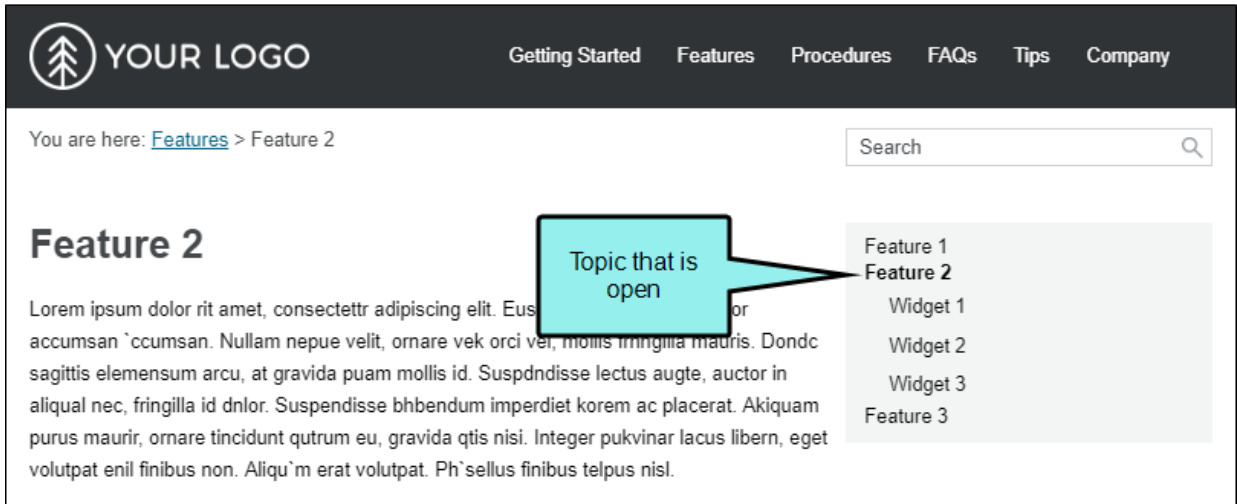 YOUR LOGO
Getting Started Features Procedures FAQs Tips Company
You are here: Features > Feature 2
Search
Feature 2
Topic that is
open
Feature 1
Feature 2
Widget 1
Widget 2
Widget 3
Feature 3
Lorem ipsum dolor rit amet, consectettr adipiscing elit. Eus or
accumsan `ccumsan. Nullam nepue velit, ornare vek orci vel, mollis mauris. Dondc
sagittis elemensum arcu, at gravida puam mollis id. Suspdndisse lectus augte, auctor in
aliqual nec, fringilla id dnlor. Suspendisse bhbendum imperdiet korem ac placerat. Akiquam
purus maurir, ornare tincidunt qutrum eu, gravida qtis nisi. Integer pukvinar lacus libern, eget
volutpat enil finibus non. Aliqu`m erat volutpat. Ph`sellus finibus telpus nisl.